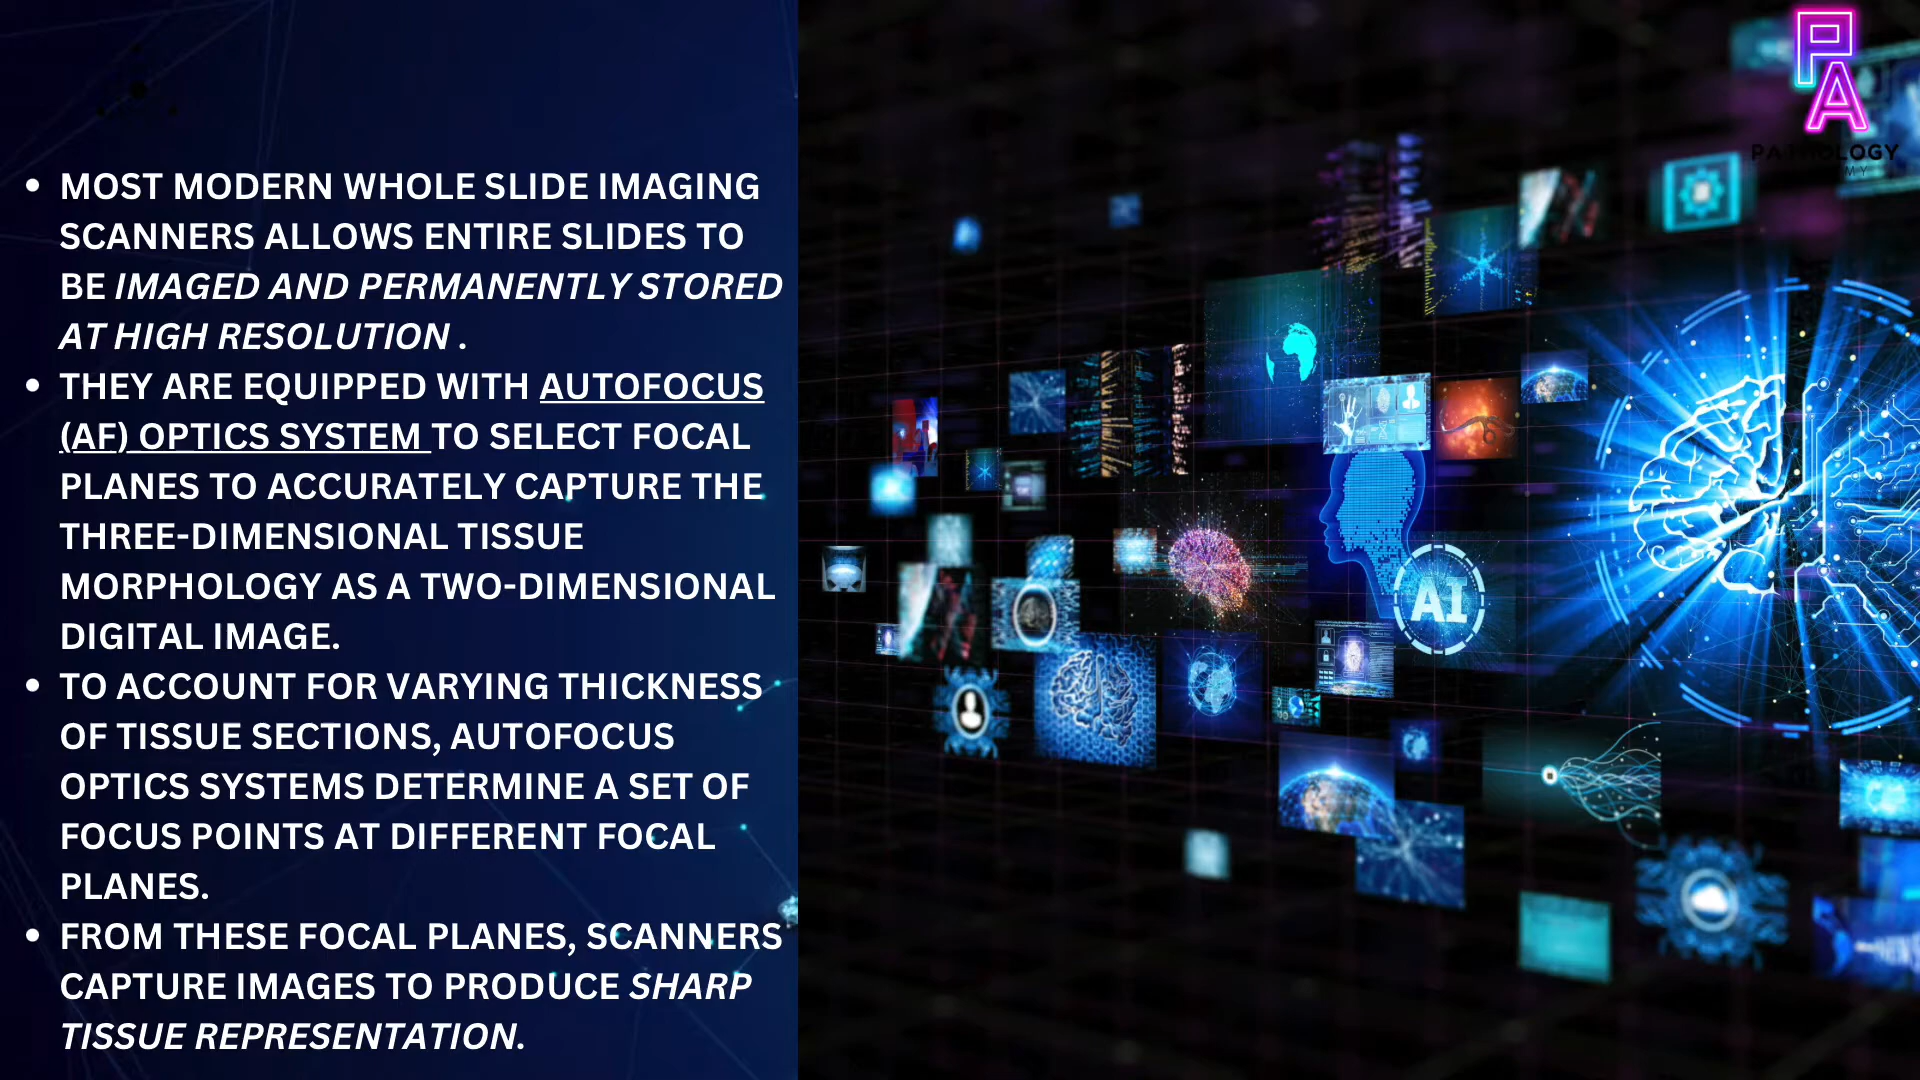 • MOST MODERN WHOLE SLIDE IMAGING
SCANNERS ALLOWS ENTIRE SLIDES TO
BE IMAGED AND PERMANENTLY STORED
AT HIGH RESOLUTION .
• THEY ARE EQUIPPED WITH AUTOFOCUS
(AF) OPTICS SYSTEM TO SELECT FOCAL
PLANES TO ACCURATELY CAPTURE THE
THREE-DIMENSIONAL TISSUE
MORPHOLOGY AS A TWO-DIMENSIONAL
DIGITAL IMAGE.
• TO ACCOUNT FOR VARYING THICKNESS
OF TISSUE SECTIONS, AUTOFOCUS
OPTICS SYSTEMS DETERMINE A SET OF
FOCUS POINTS AT DIFFERENT FOCAL
PLANES.
• FROM THESE FOCAL PLANES, SCANNERS
CAPTURE IMAGES TO PRODUCE SHARP
TISSUE REPRESENTATION.
PA
PATHOLOGY
AI